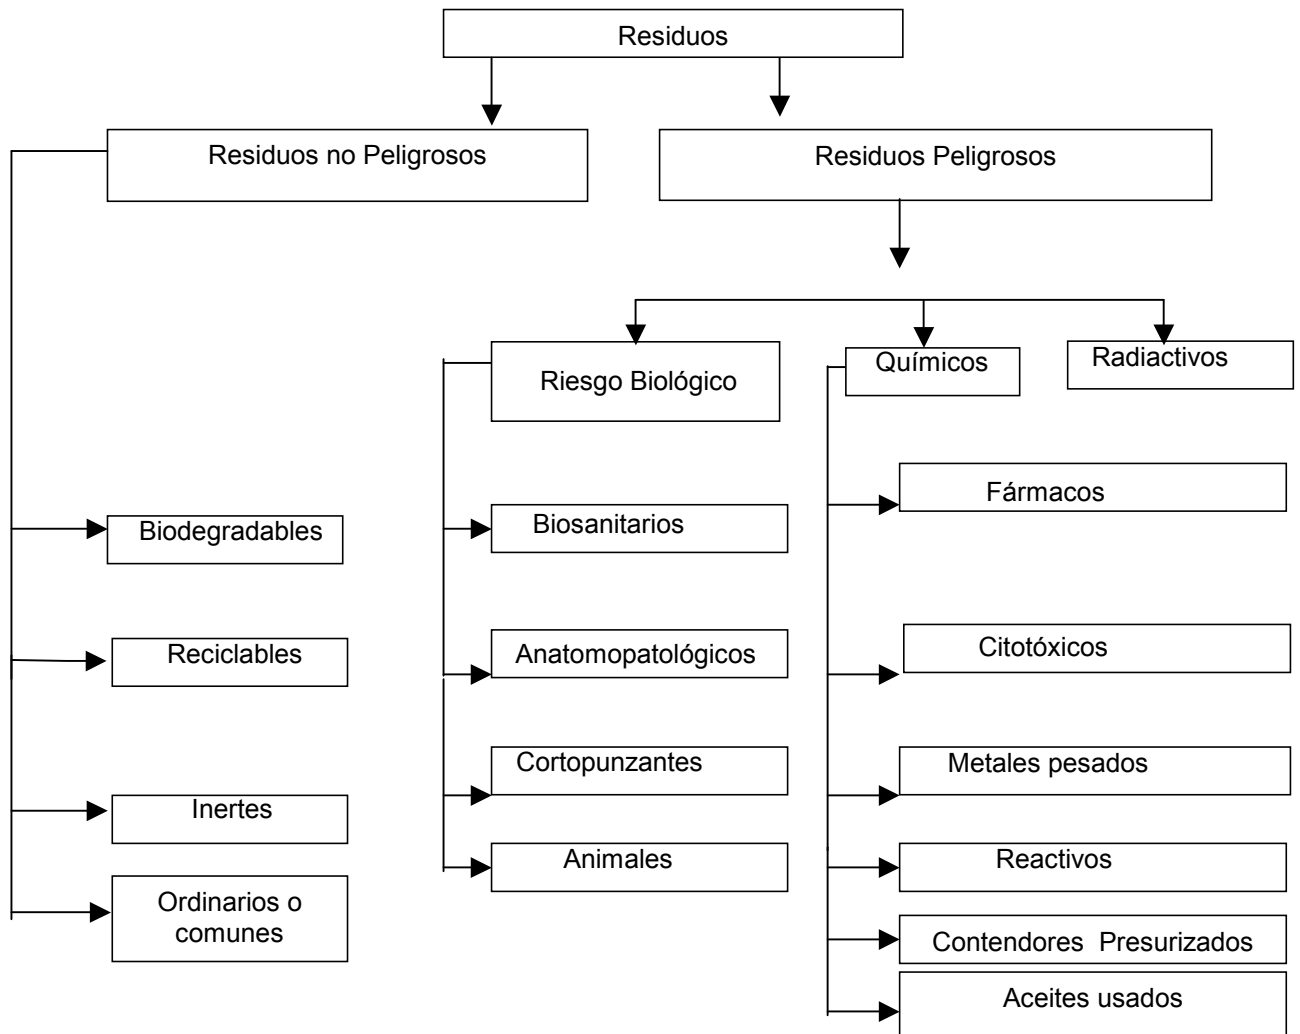 Residuos
Residuos no Peligrosos
Residuos Peligrosos
Riesgo Biológico
Químicos
Radiactivos
Fármacos
Biodegradables
Biosanitarios
Reciclables
Anatomopatológicos
Citotóxicos
Cortopunzantes
Metales pesados
Inertes
Animales
Reactivos
Ordinarios o
comunes
Contendores Presurizados
Aceites usados